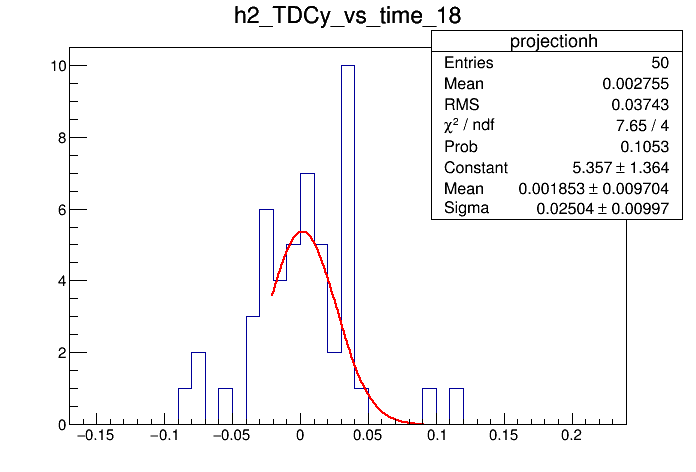 h2_TDCy_vs_time_18
projectionh
Entries 50
Mean 0.002755
RMS 0.03743
χ² / ndf 7.65 / 4
Prob 0.1053
Constant 5.357 ± 1.364
Mean 0.001853 ± 0.009704
Sigma 0.02504 ± 0.00997
10
8
6
4
2
0
−0.15 −0.1 −0.05 0 0.05 0.1 0.15 0.2